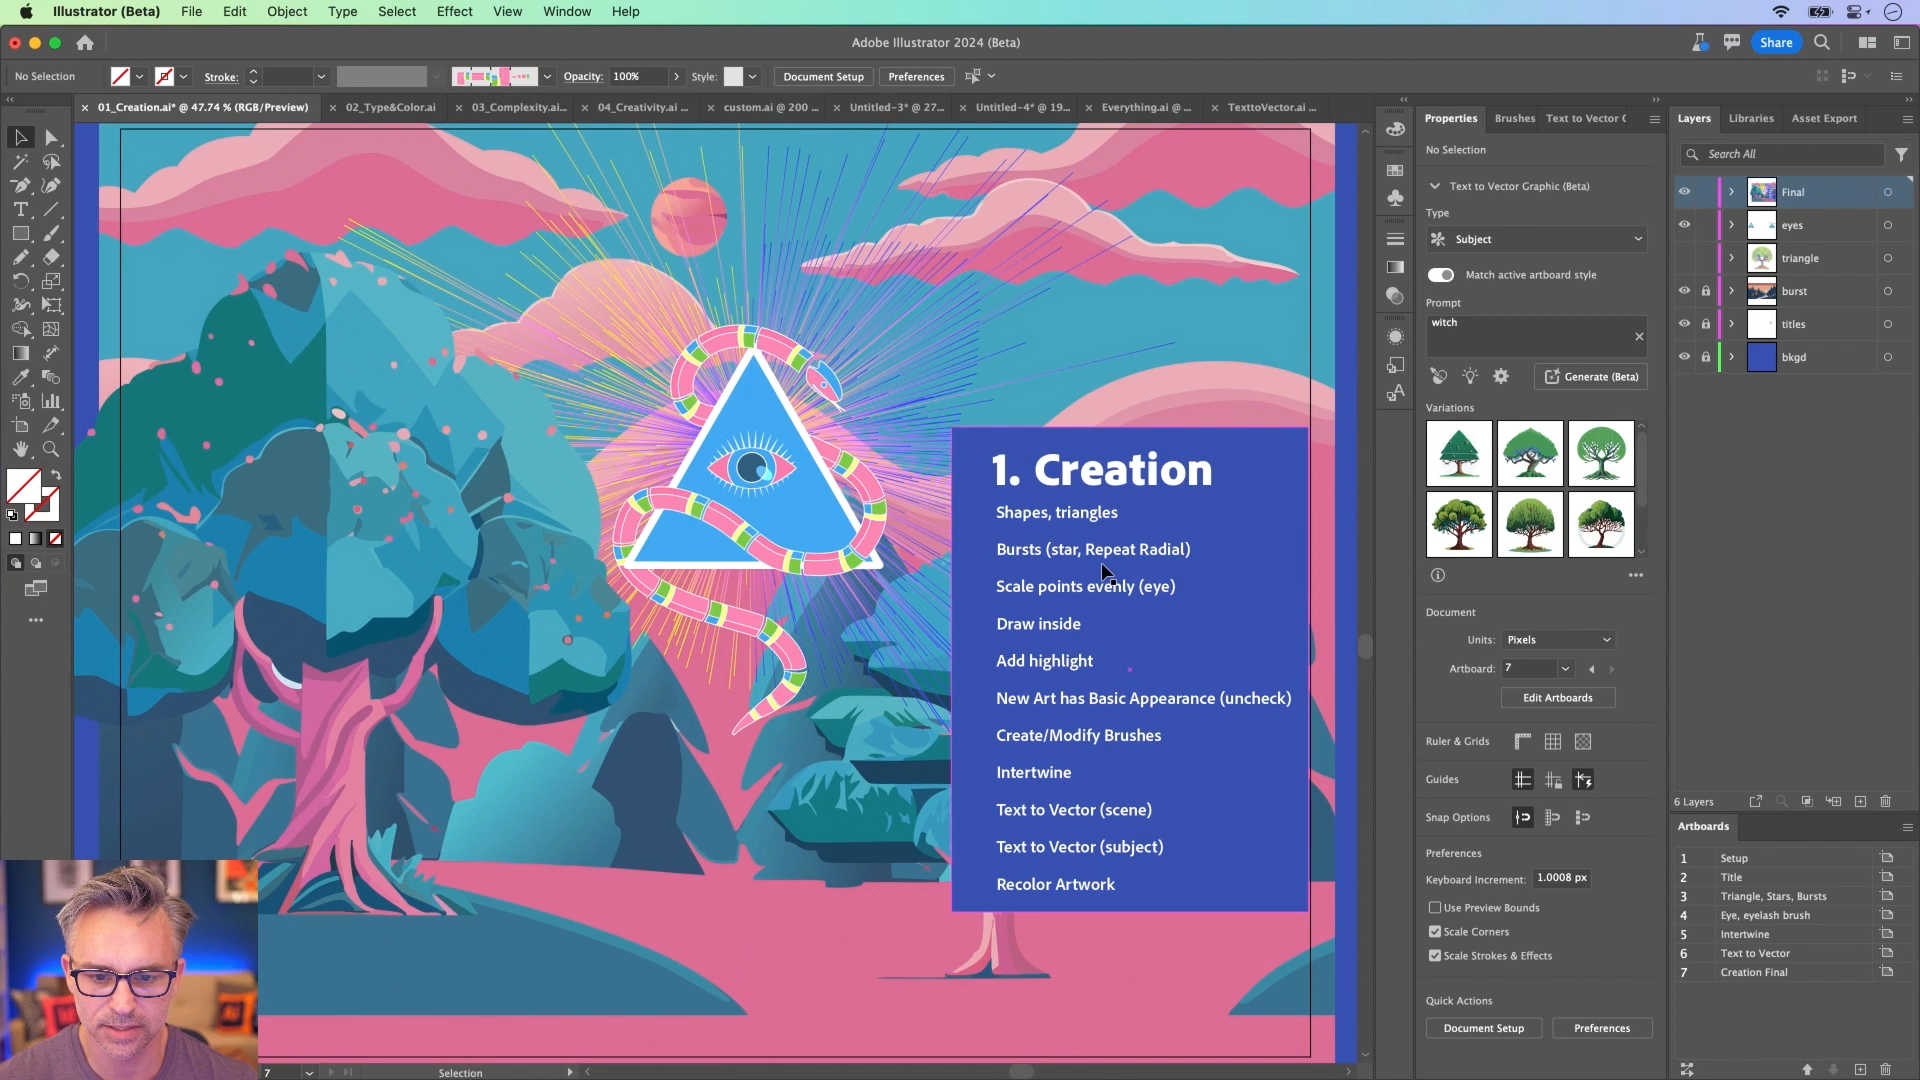 Illustrator (Beta) File Edit Object Type Select Effect View Window Help
Adobe Illustrator 2024 (Beta)
Share
No Selection Stroke: Opacity: 100% Style: Document Setup Preferences
01_Creation.ai* @ 47.74 % (RGB/Preview) 02_Type&Color.ai 03_Complexity.ai... 04_Creativity.ai ... custom.ai @ 200 ... Untitled-3* @ 27... Untitled-4* @ 19... Everything.ai @ ... TexttoVector.ai ...
1. Creation
Shapes, triangles
Bursts (star, Repeat Radial)
Scale points evenly (eye)
Draw inside
Add highlight
New Art has Basic Appearance (uncheck)
Create/Modify Brushes
Intertwine
Text to Vector (scene)
Text to Vector (subject)
Recolor Artwork
7 Selection
Properties Brushes Text to Vector G
No Selection
Text to Vector Graphic (Beta)
Type
Subject
Match active artboard style
Prompt
witch
Generate (Beta)
Variations
Document
Units: Pixels
Artboard: 7
Edit Artboards
Ruler & Grids
Guides
Snap Options
Preferences
Keyboard Increment: 1.0008 px
Use Preview Bounds
Scale Corners
Scale Strokes & Effects
Quick Actions
Document Setup Preferences
Layers Libraries Asset Export
Search All
Final
eyes
triangle
burst
titles
bkgd
6 Layers
Artboards
1 Setup
2 Title
3 Triangle, Stars, Bursts
4 Eye, eyelash brush
5 Intertwine
6 Text to Vector
7 Creation Final